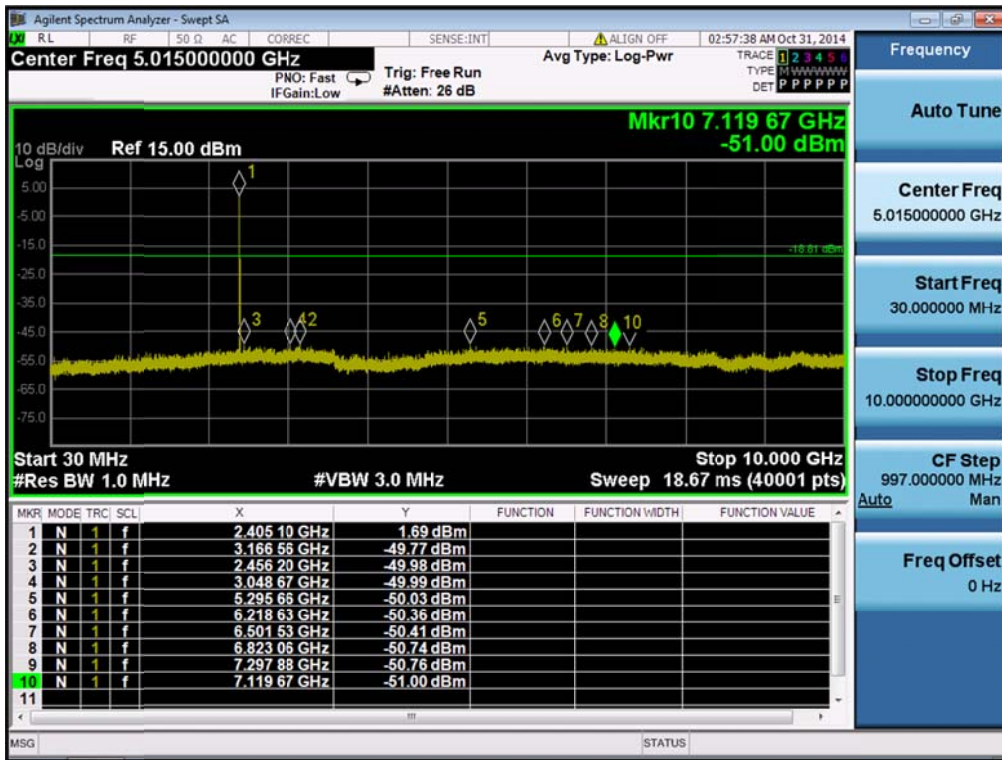 Agilent Spectrum Analyzer - Swept SA
LXI RL RF 50 Ω AC CORREC SENSE:INT ALIGN OFF 02:57:38 AM Oct 31, 2014
Center Freq 5.015000000 GHz
PNO: Fast
IFGain:Low
Trig: Free Run
#Atten: 26 dB
Avg Type: Log-Pwr
TRACE 1 2 3 4 5 6
TYPE M W W W W W
DET P P P P P P
Mkr10 7.119 67 GHz
-51.00 dBm
10 dB/div Ref 15.00 dBm
Log
5.00
-5.00
-15.0
-25.0
-35.0
-45.0
-55.0
-65.0
-75.0
-18.81 dBm
1
3 4 2 5 6 7 8 10
Start 30 MHz Stop 10.000 GHz
#Res BW 1.0 MHz #VBW 3.0 MHz Sweep 18.67 ms (40001 pts)
MKR MODE TRC SCL X Y FUNCTION FUNCTION WIDTH FUNCTION VALUE
1 N 1 f 2.405 10 GHz 1.69 dBm
2 N 1 f 3.166 56 GHz -49.77 dBm
3 N 1 f 2.456 20 GHz -49.98 dBm
4 N 1 f 3.048 67 GHz -49.99 dBm
5 N 1 f 5.295 66 GHz -50.03 dBm
6 N 1 f 6.218 63 GHz -50.36 dBm
7 N 1 f 6.501 53 GHz -50.41 dBm
8 N 1 f 6.823 06 GHz -50.74 dBm
9 N 1 f 7.297 88 GHz -50.76 dBm
10 N 1 f 7.119 67 GHz -51.00 dBm
11
MSG STATUS
Frequency
Auto Tune
Center Freq
5.015000000 GHz
Start Freq
30.000000 MHz
Stop Freq
10.000000000 GHz
CF Step
997.000000 MHz
Auto Man
Freq Offset
0 Hz